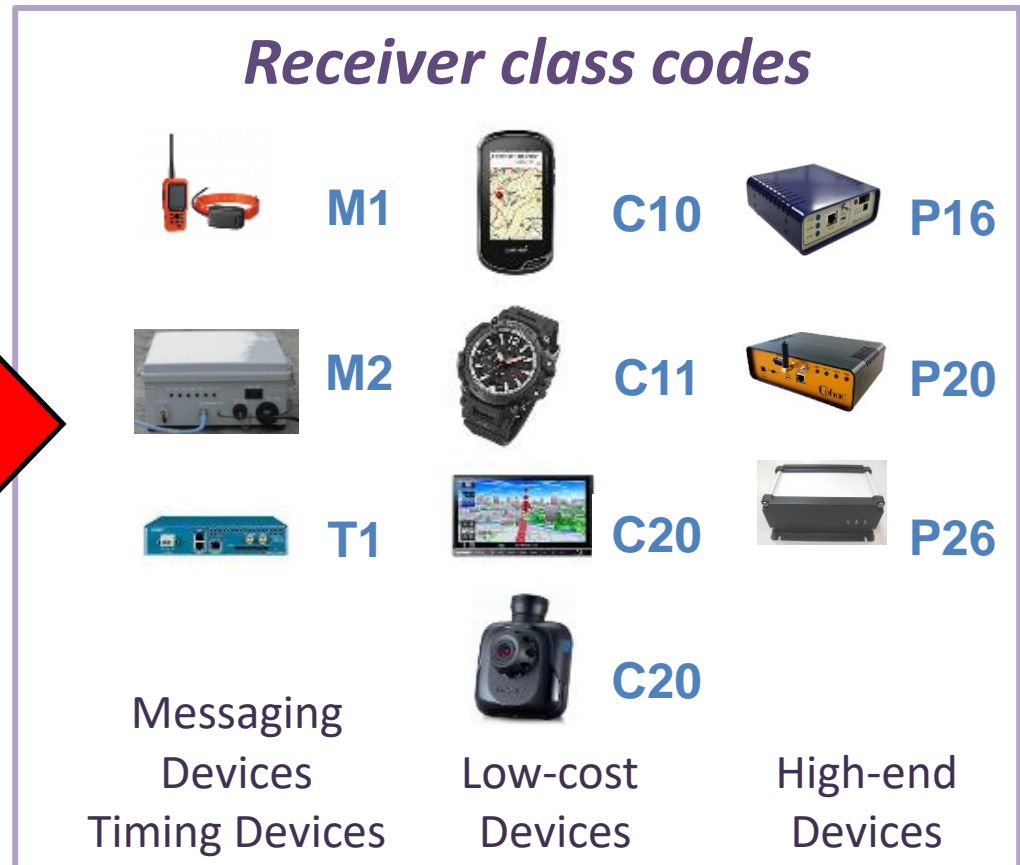 Receiver class codes
M1
C10
P16
M2
C11
P20
Cohac
T1
C20
P26
C20
Messaging
Devices
Timing Devices
Low-cost
Devices
High-end
Devices